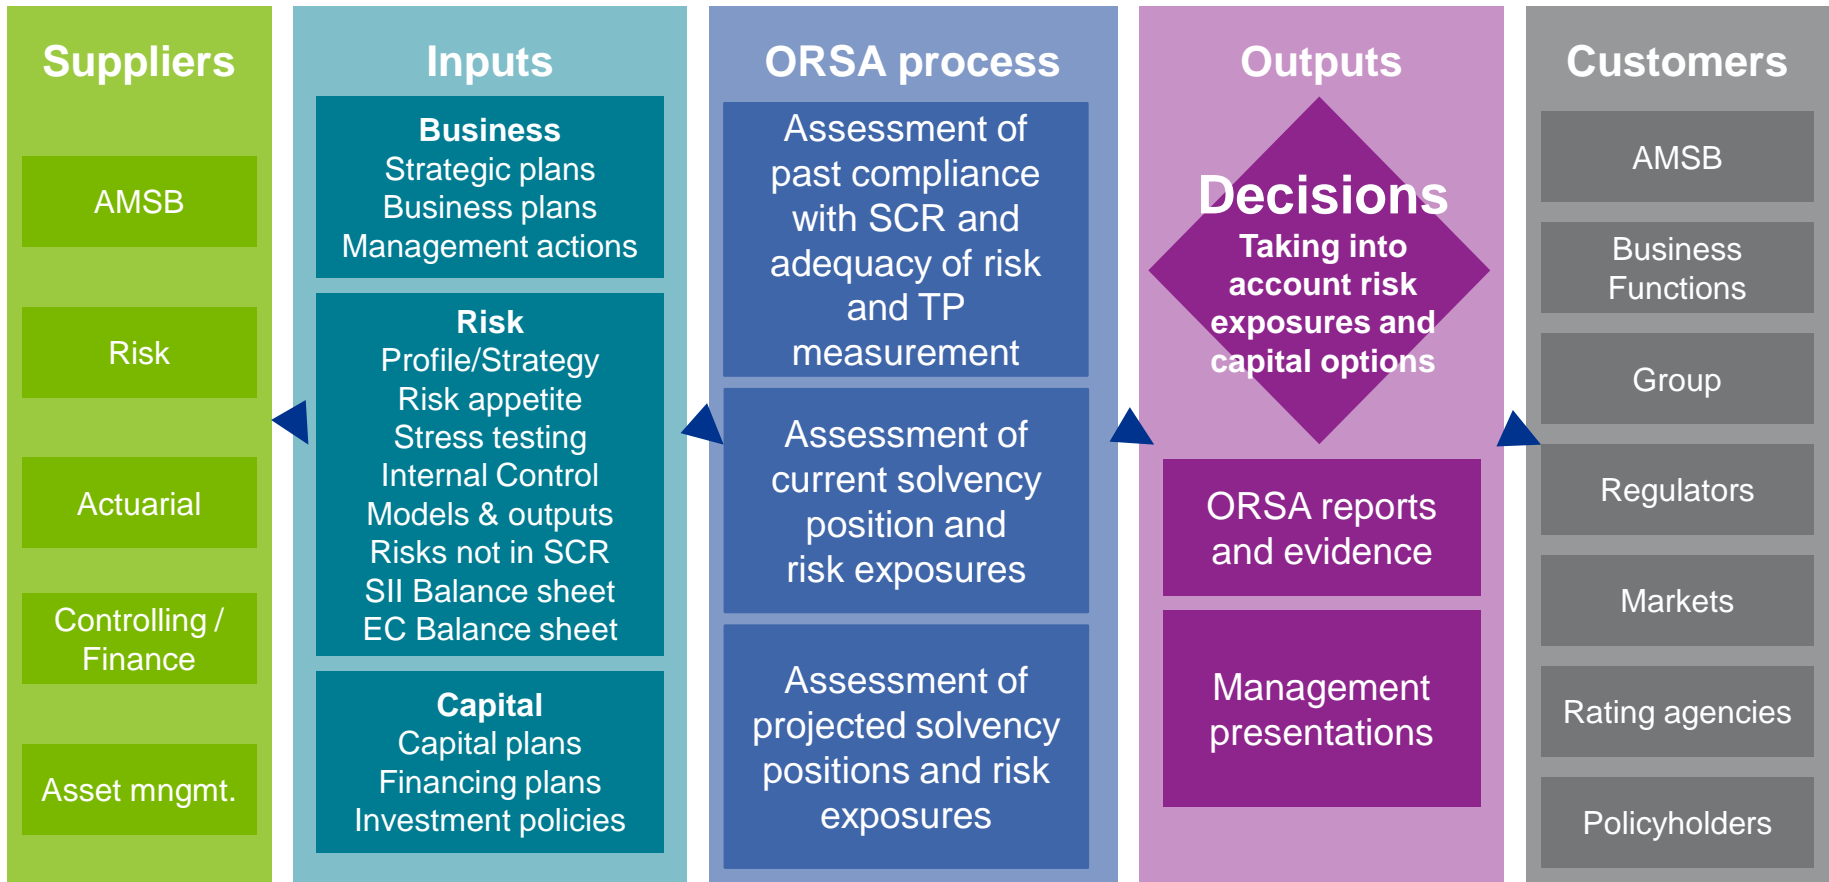 Suppliers
AMSB
Risk
Actuarial
Controlling /
Finance
Asset mngmt.
Inputs
Business
Strategic plans
Business plans
Management actions
Risk
Profile/Strategy
Risk appetite
Stress testing
Internal Control
Models & outputs
Risks not in SCR
SII Balance sheet
EC Balance sheet
Capital
Capital plans
Financing plans
Investment policies
ORSA process
Assessment of
past compliance
with SCR and
adequacy of risk
and TP
measurement
Assessment of
current solvency
position and
risk exposures
Assessment of
projected solvency
positions and risk
exposures
Outputs
Decisions
Taking into
account risk
exposures and
capital options
ORSA reports
and evidence
Management
presentations
Customers
AMSB
Business
Functions
Group
Regulators
Markets
Rating agencies
Policyholders